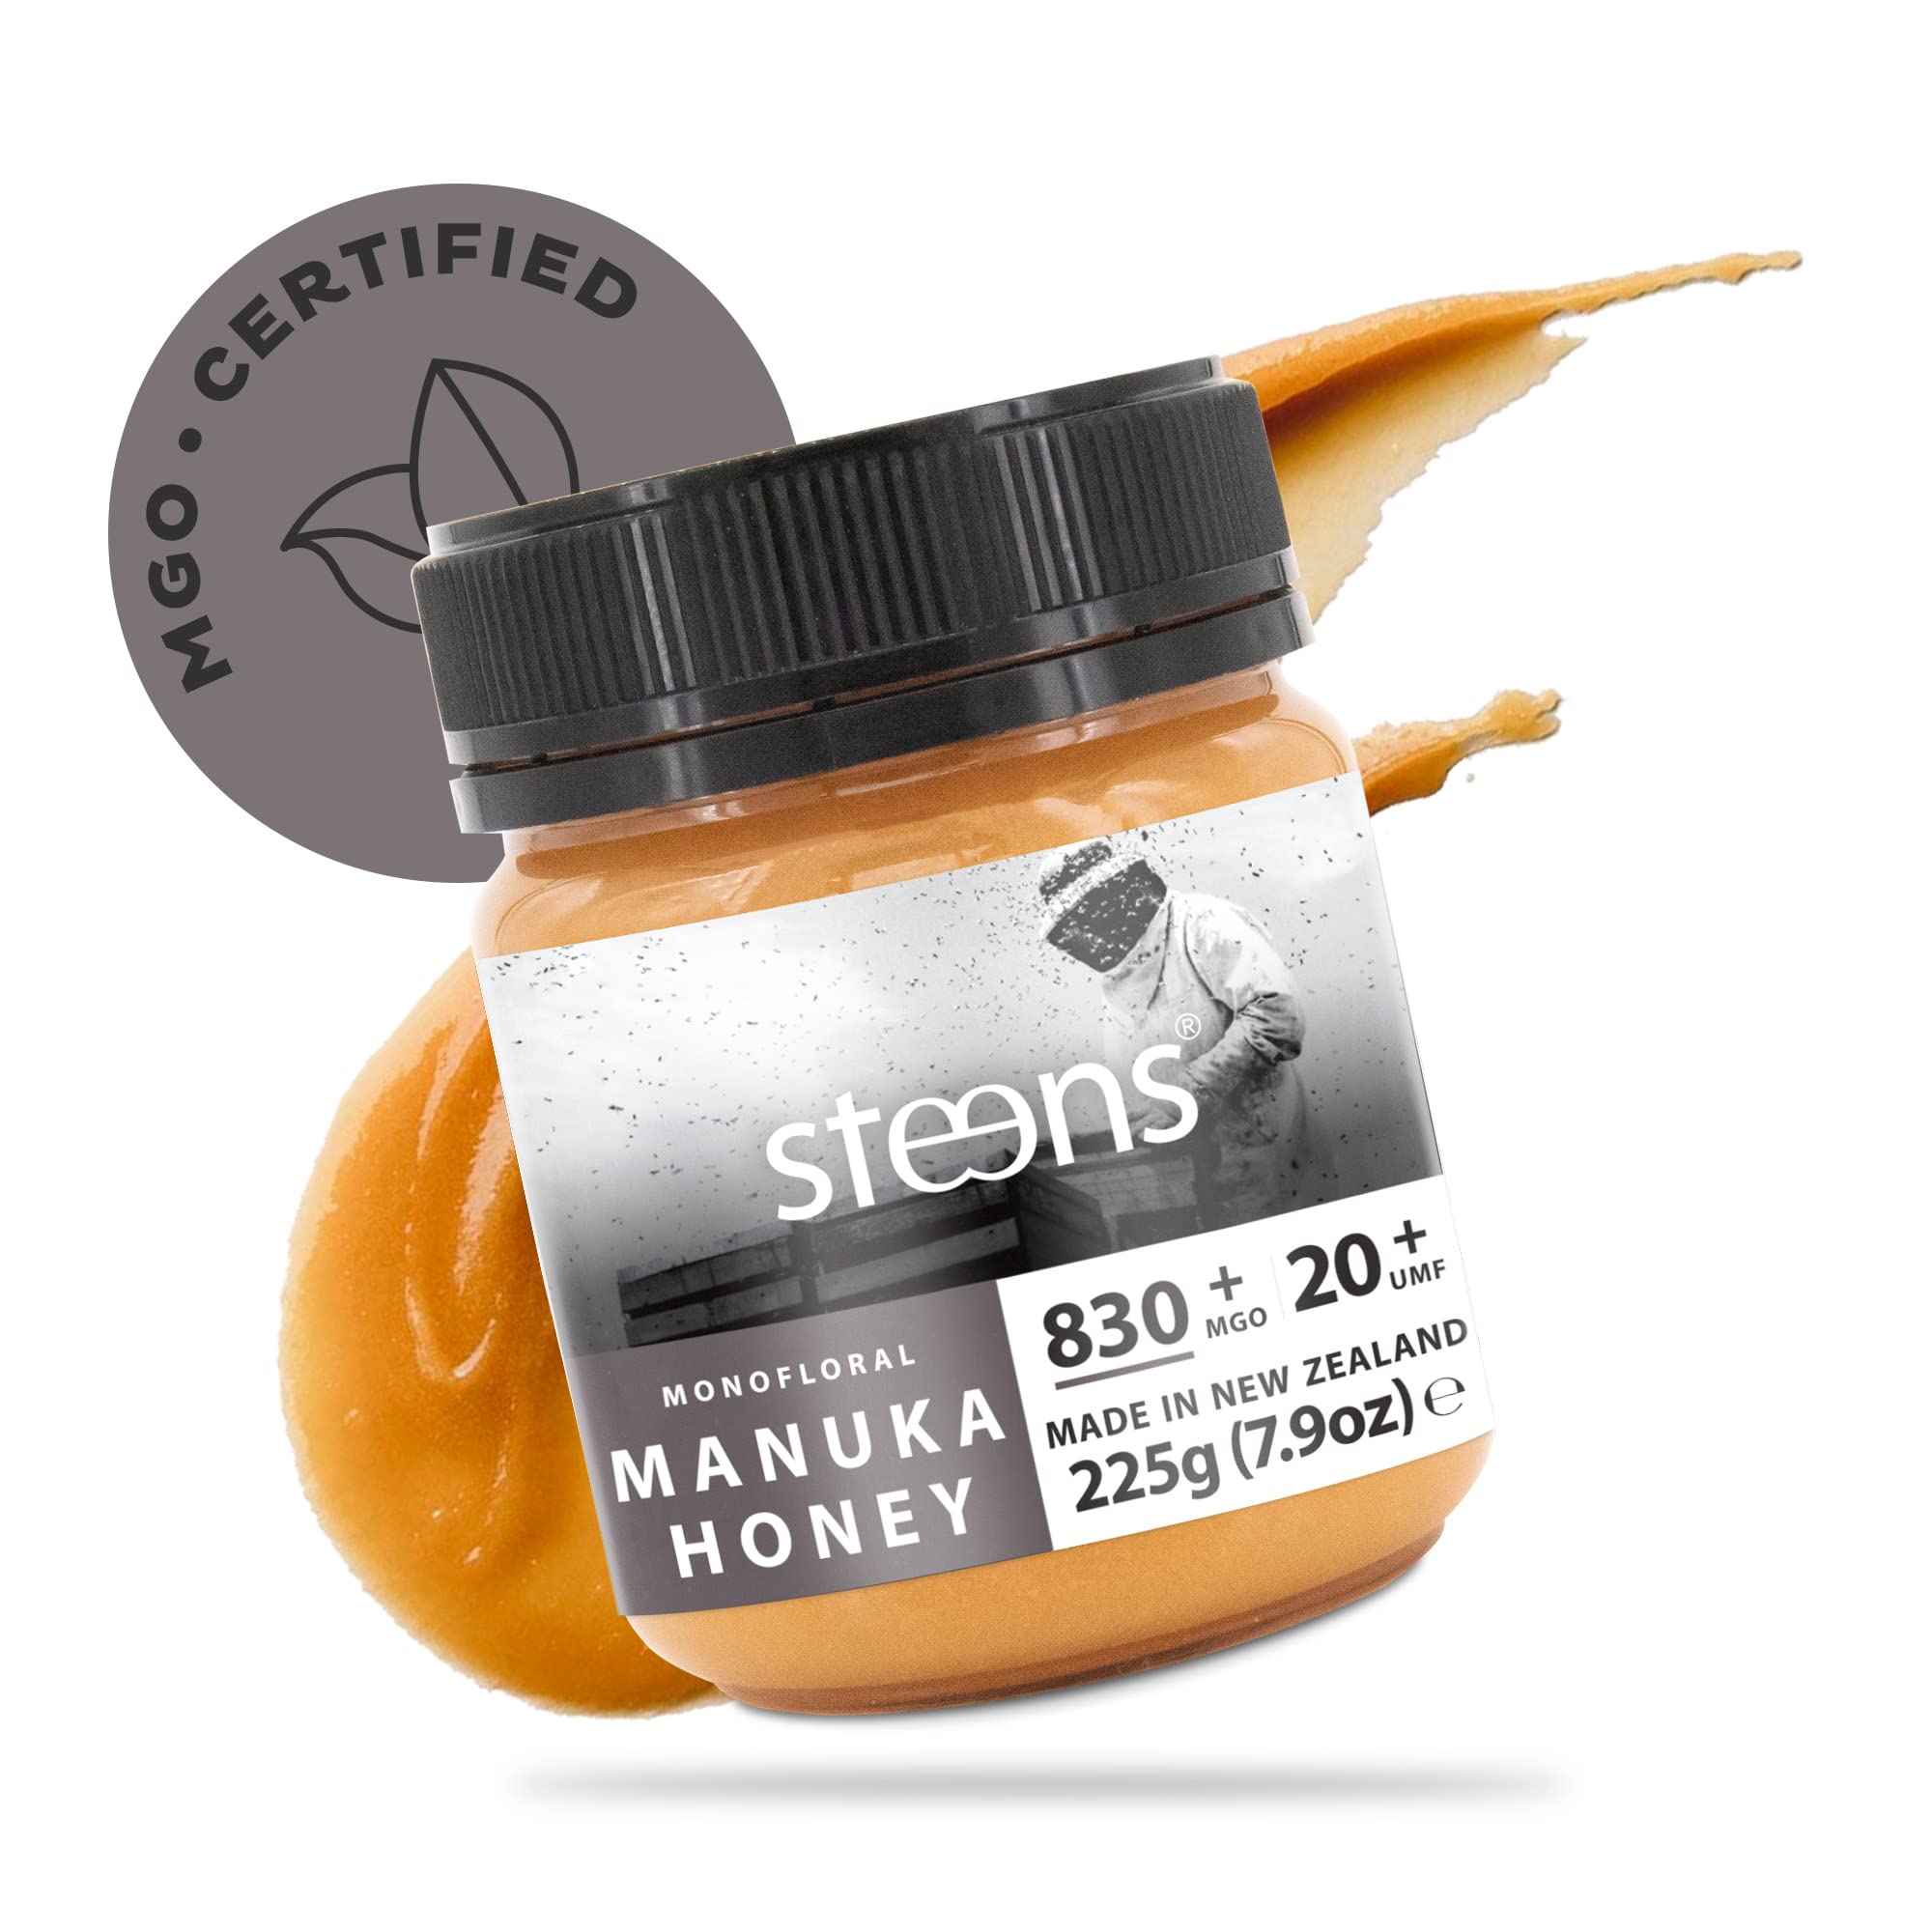 MGO • CERTIFIED
steens®
830+ MGO | 20+ UMF
MONOFLORAL
MANUKA
HONEY
MADE IN NEW ZEALAND
225g (7.9oz) ℮